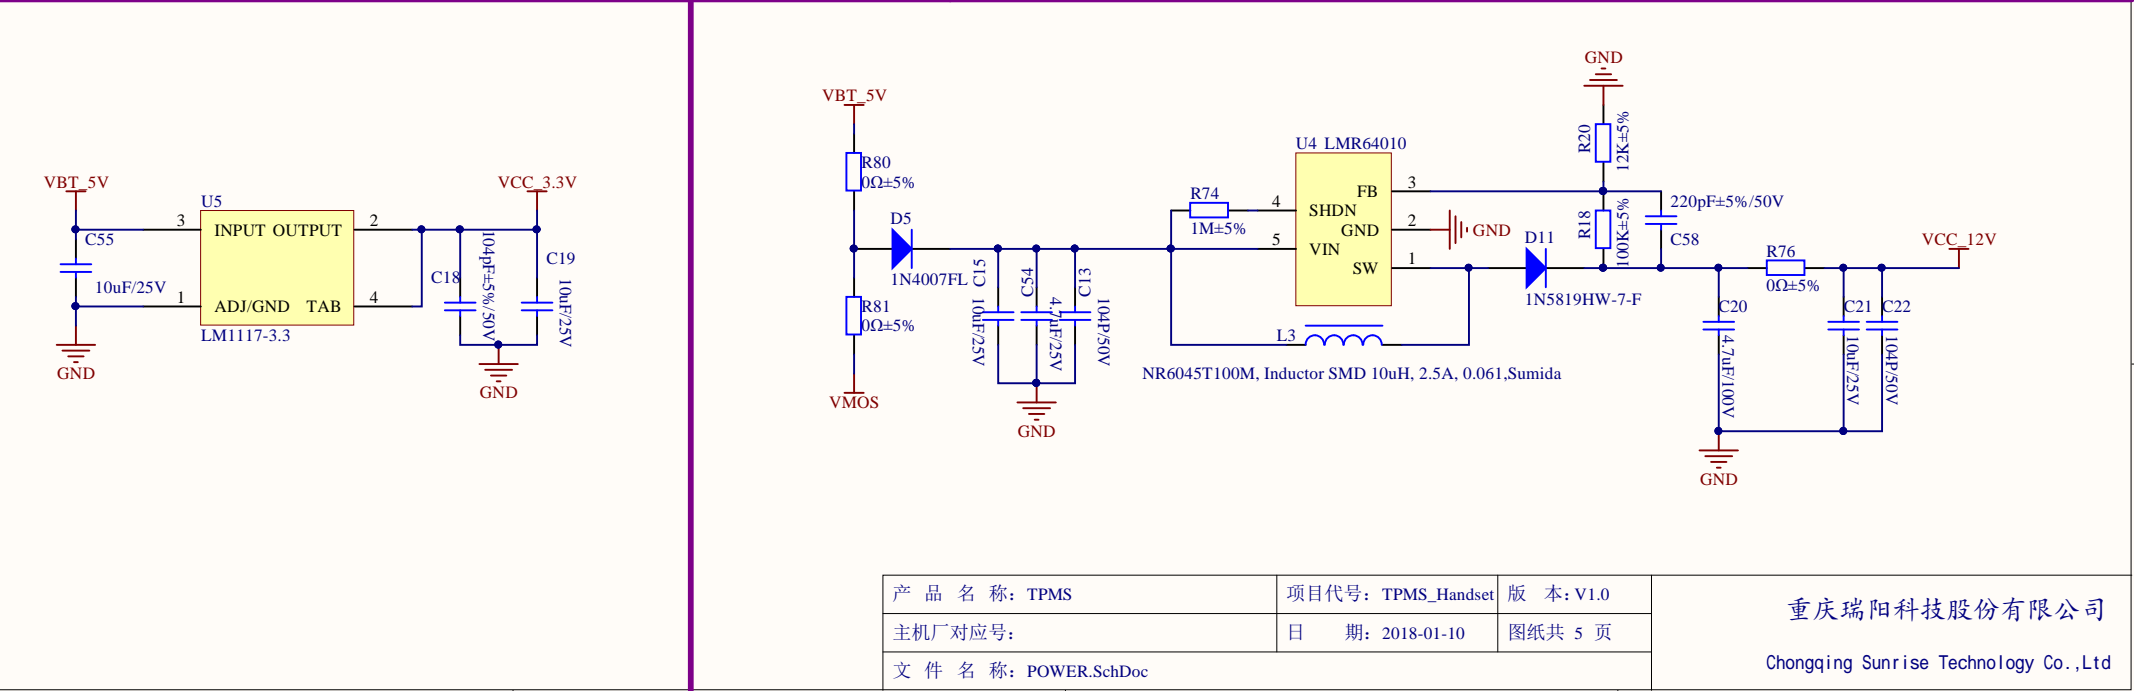 VBT_5V
U5
VCC_3.3V
3
INPUT OUTPUT
2
C55
10uF/25V
1
ADJ/GND TAB
4
LM1117-3.3
GND
C18
104pF±5%/50V
C19
10uF/25V
GND
VBT_5V
R80
0Ω±5%
D5
1N4007FL
R81
0Ω±5%
VMOS
C15
10uF/25V
C54
4.7uF/25V
C13
104P/50V
GND
R74
1M±5%
U4 LMR64010
4
SHDN
5
VIN
FB
3
GND
2
GND
SW
1
L3
NR6045T100M, Inductor SMD 10uH, 2.5A, 0.061,Sumida
GND
R20
12K±5%
R18
100K±5%
220pF±5%/50V
C58
D11
1N5819HW-7-F
R76
0Ω±5%
VCC_12V
C20
4.7uF/100V
C21
10uF/25V
C22
104P/50V
GND
产 品 名 称: TPMS
项目代号: TPMS_Handset
版 本: V1.0
主机厂对应号:
日 期: 2018-01-10
图纸共 5 页
文 件 名 称: POWER.SchDoc
重庆瑞阳科技股份有限公司
Chongqing Sunrise Technology Co.,Ltd